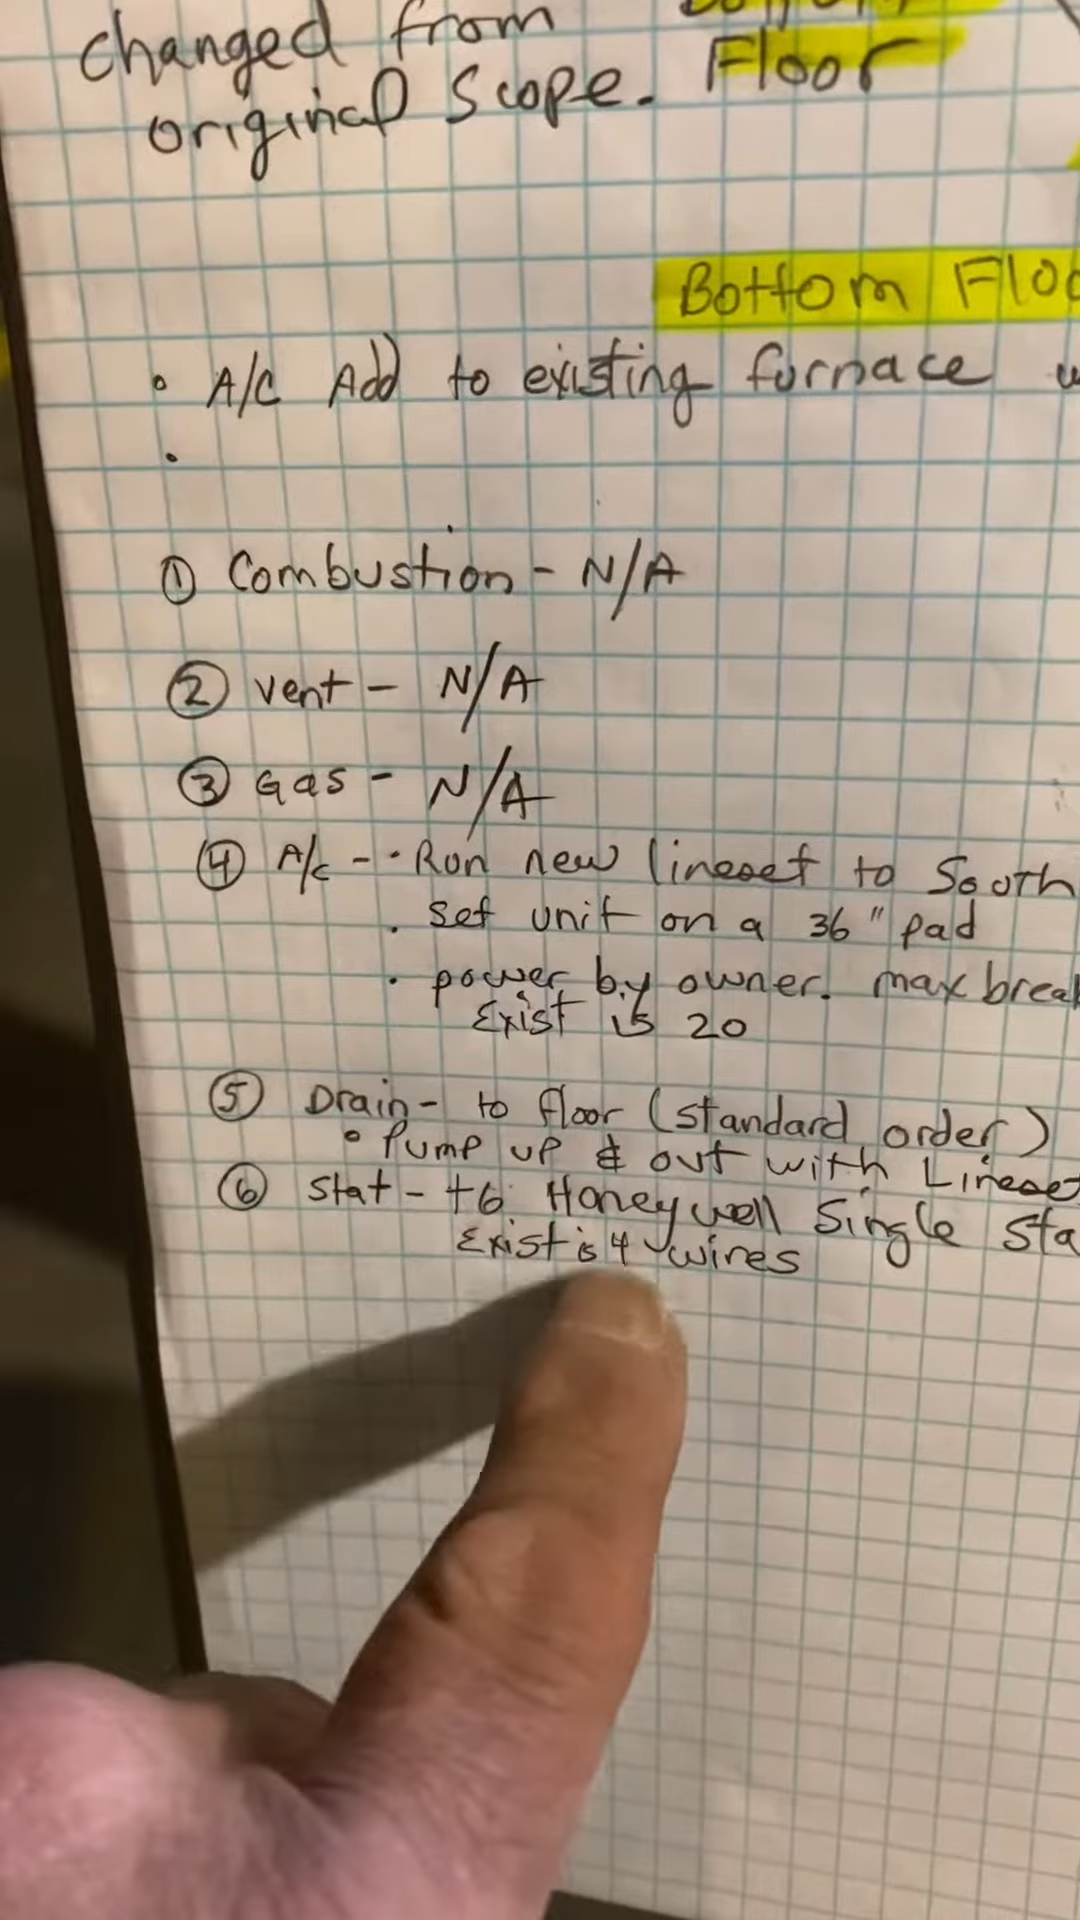 changed from
original Scope. Floor
Bottom Floo
• A/C Add to existing furnace
•
① Combustion - N/A
② Vent - N/A
③ Gas - N/A
④ A/c - · Run new lineset to South
· set unit on a 36" pad
· power by owner. max break
Exist is 20
⑤ Drain - to floor (standard order)
• Pump up & out with Lineset
⑥ Stat - t6 Honeywell Single Sta
Exist is 4 wires